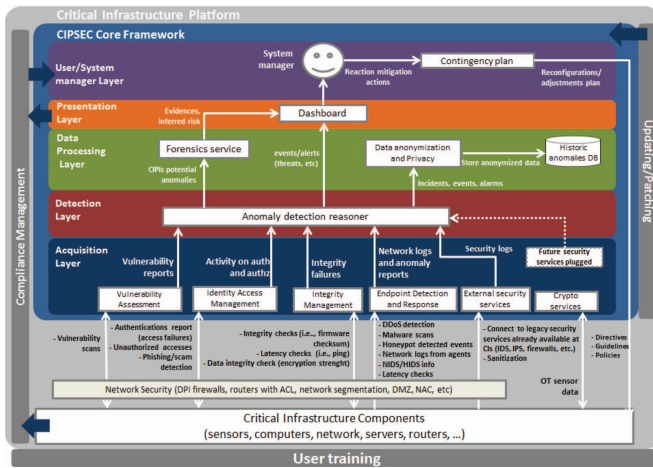 Critical Infrastructure Platform
CIPSEC Core Framework
User/System
manager Layer
System
manager
Reaction mitigation
actions
Contingency plan
Reconfigurations/
adjustments plan
Presentation
Layer
Evidences,
inferred risk
Dashboard
Data
Processing
Layer
Forensics service
CIPIs potential
anomalies
events/alerts
(threats, etc)
Data anonymization
and Privacy
Store anonymized data
Historic
anomalies DB
Incidents, events, alarms
Detection
Layer
Anomaly detection reasoner
Acquisition
Layer
Vulnerability
reports
Activity on auth
and authz
Integrity
failures
Network logs
and anomaly
reports
Security logs
Future security
services plugged
Vulnerability
Assessment
Identity Access
Management
Integrity
Management
Endpoint Detection
and Response
External security
services
Crypto
services
- Vulnerability
scans
- Authentications report
(access failures)
- Unauthorized accesses
- Phishing/scam
detection
- Integrity checks (i.e.., firmware
checksum)
- Latency checks (i.e., ping)
- Data integrity check (encryption strenght)
- DDoS detection
- Malware scans
- Honeypot detected events
- Network logs from agents
- NIDS/HIDS info
- Latency checks
- Connect to legacy security
services already available at
CIs (IDS, IPS, firewalls, etc.)
- Sanitization
- Directives
- Guidelines
- Policies
OT sensor
data
Network Security (DPI firewalls, routers with ACL, network segmentation, DMZ, NAC, etc)
Critical Infrastructure Components
(sensors, computers, network, servers, routers, ...)
User training
Compliance Management
Updating/Patching